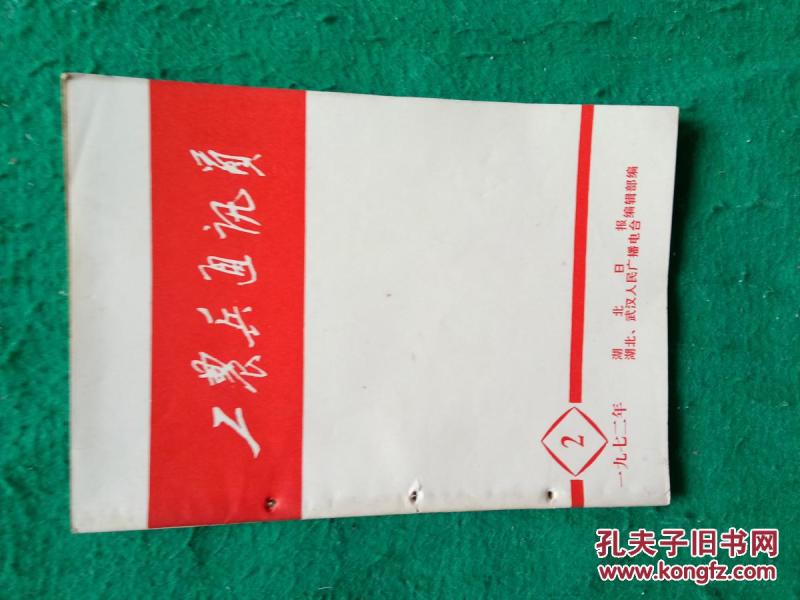 工农兵通讯员
2
一九七二年
湖北日报
湖北、武汉人民广播电台编辑部编
孔夫子旧书网
www.kongfz.com